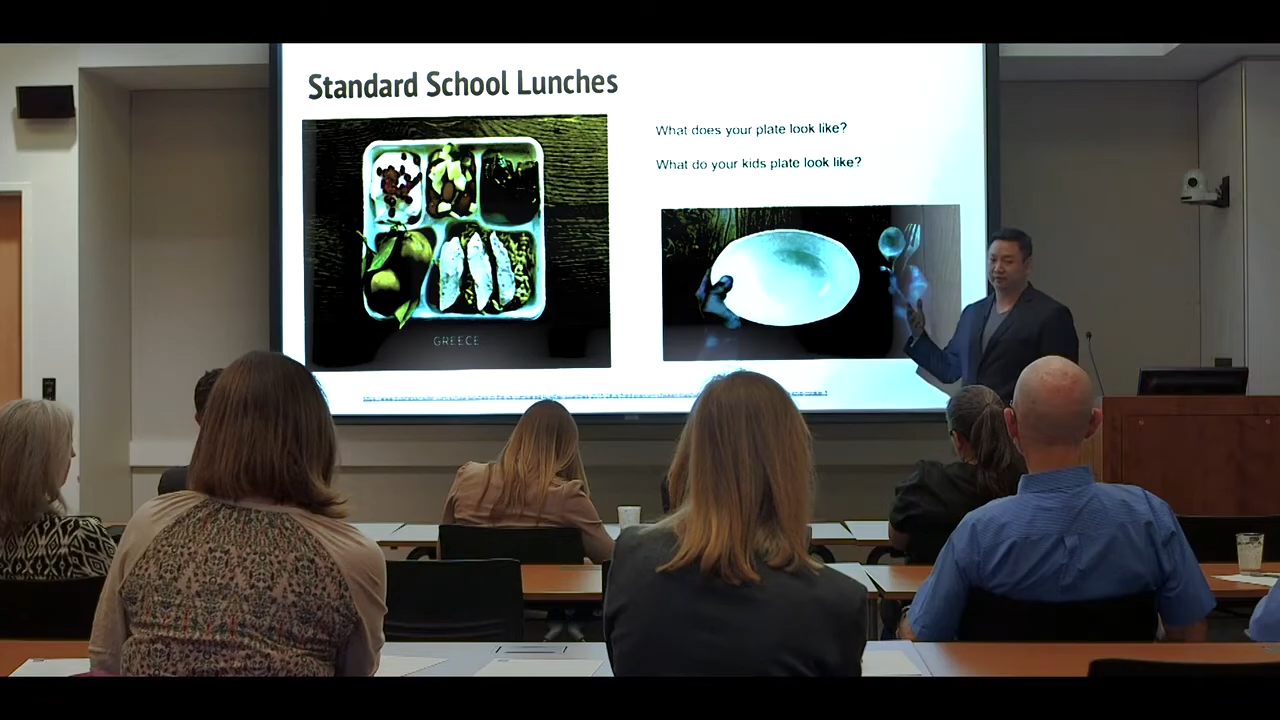 Standard School Lunches
What does your plate look like?
What do your kids plate look like?
GREECE